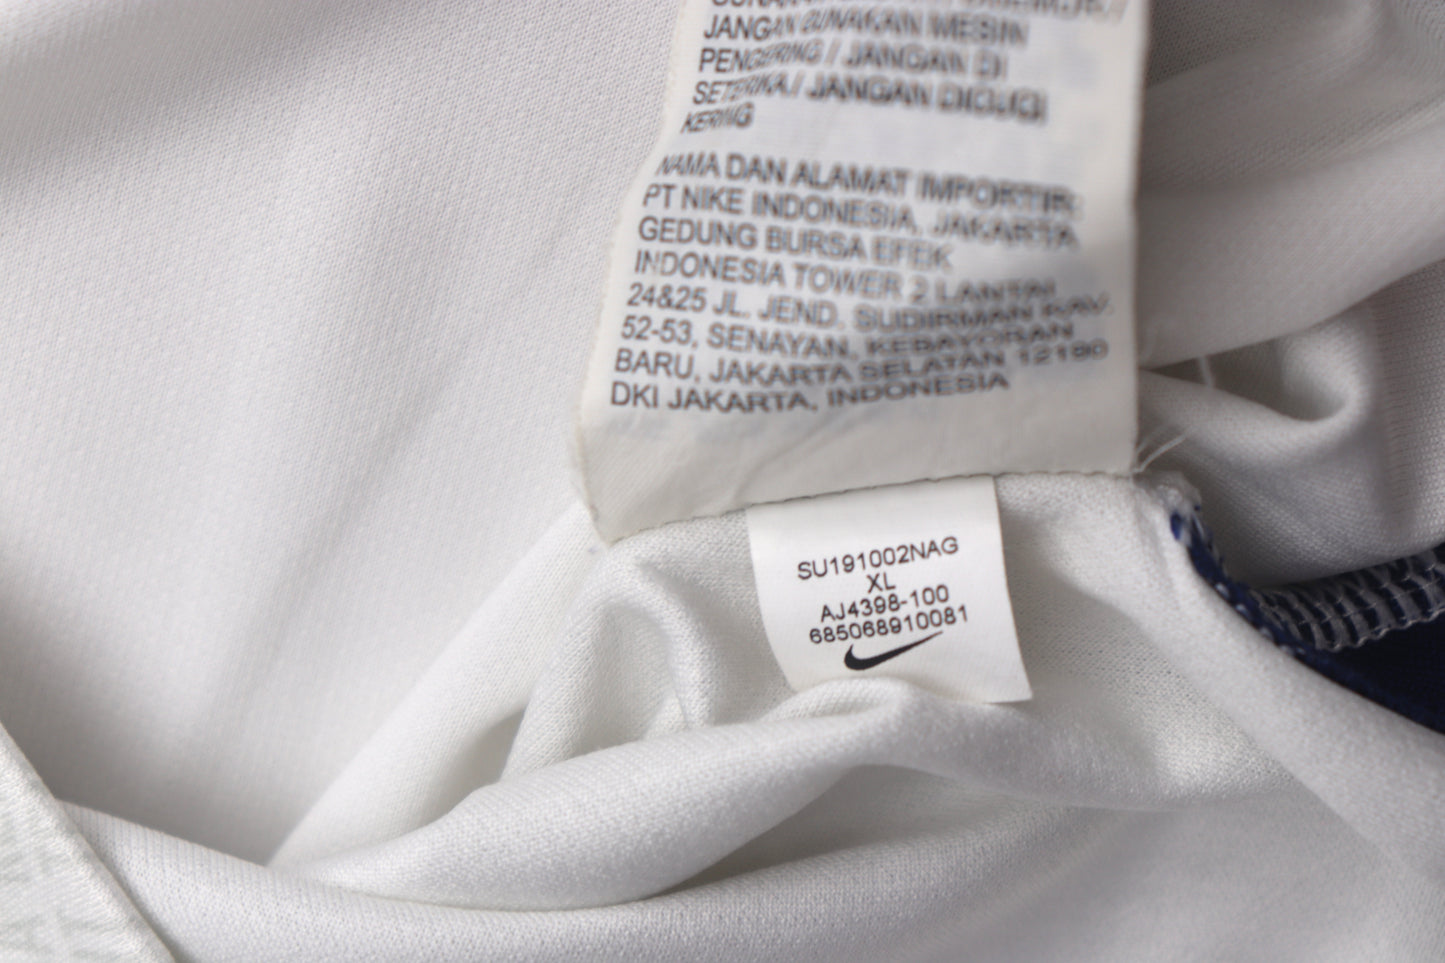 JANGAN GUNAKAN MESIN
PENGERING / JANGAN DI
SETERIKA / JANGAN DICUCI
KERING
NAMA DAN ALAMAT IMPORTIR:
PT NIKE INDONESIA, JAKARTA
GEDUNG BURSA EFEK
INDONESIA TOWER 2 LANTAI
24&25 JL. JEND. SUDIRMAN KAV.
52-53, SENAYAN, KEBAYORAN
BARU, JAKARTA SELATAN 12190
DKI JAKARTA, INDONESIA
SU191002NAG
XL
AJ4398-100
685068910081